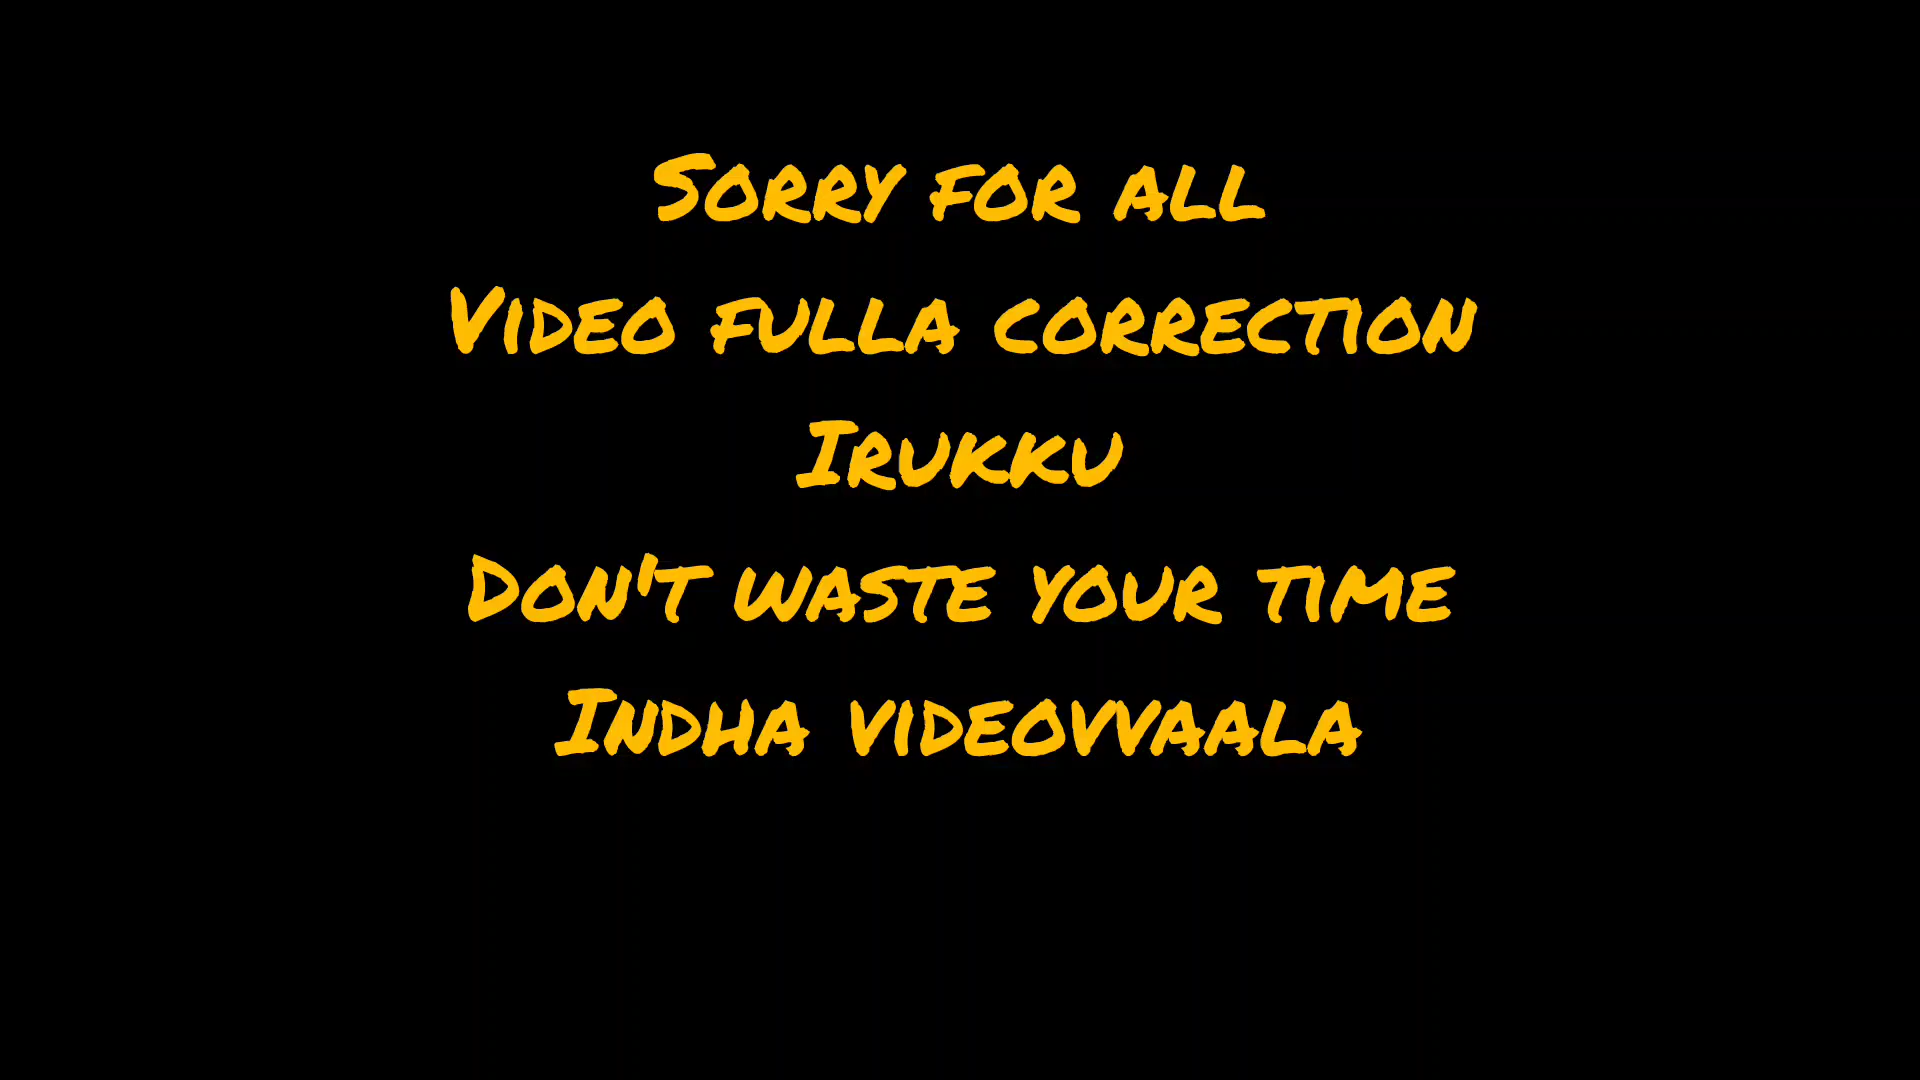 Sorry for all
Video fulla correction
Irukku
Don't waste your time
Indha videovvaala